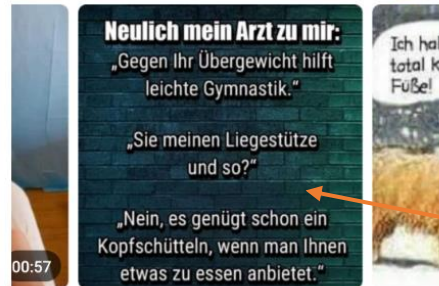 Neulich mein Arzt zu mir:
„Gegen Ihr Übergewicht hilft
leichte Gymnastik."
„Sie meinen Liegestütze
und so?"
„Nein, es genügt schon ein
Kopfschütteln, wenn man Ihnen
etwas zu essen anbietet."
00:57
Ich
total
Füße!